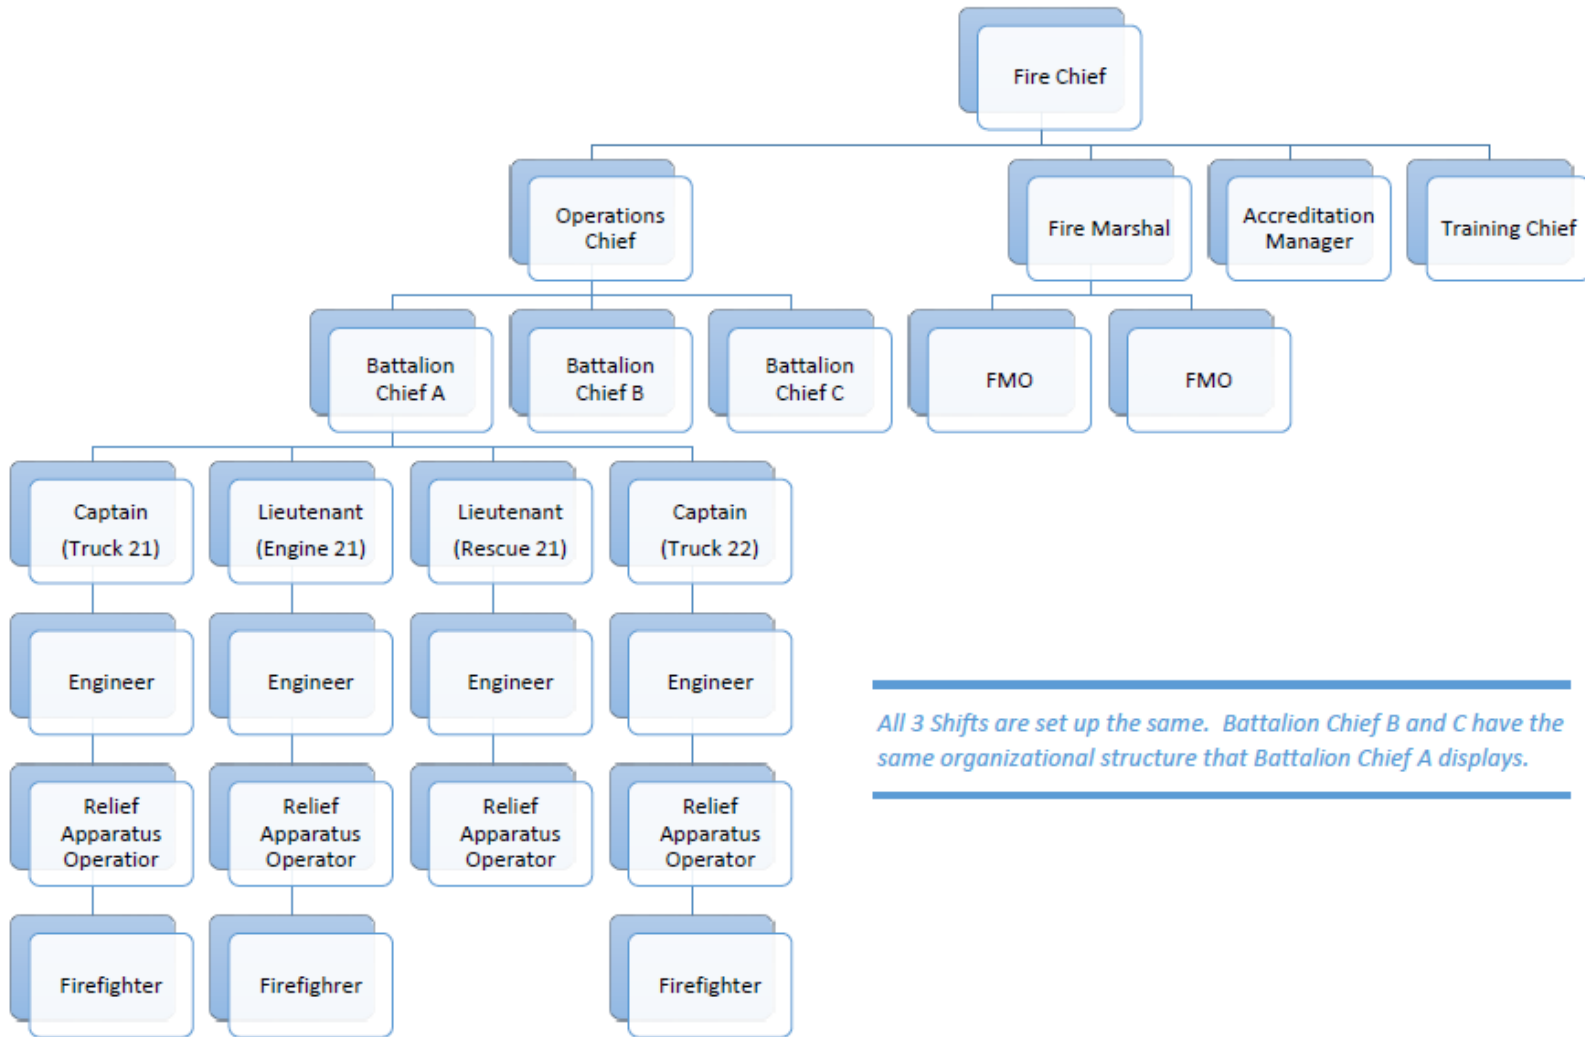 Fire Chief
Operations
Chief
Fire Marshal
Accreditation
Manager
Training Chief
Battalion
Chief A
Battalion
Chief B
Battalion
Chief C
FMO
FMO
Captain
(Truck 21)
Lieutenant
(Engine 21)
Lieutenant
(Rescue 21)
Captain
(Truck 22)
Engineer
Engineer
Engineer
Engineer
All 3 Shifts are set up the same.  Battalion Chief B and C have the
same organizational structure that Battalion Chief A displays.
Relief
Apparatus
Operatior
Relief
Apparatus
Operator
Relief
Apparatus
Operator
Relief
Apparatus
Operator
Firefighter
Firefighrer
Firefighter